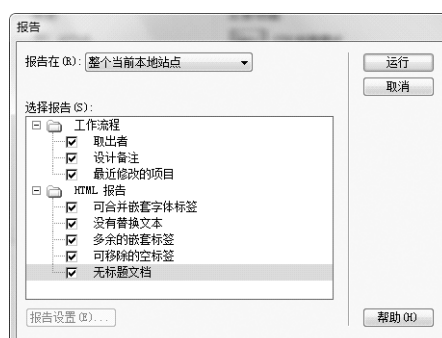 报告
报告在(R): 整个当前本地站点
运行
取消
选择报告(S):
工作流程
取出者
设计备注
最近修改的项目
HTML 报告
可合并嵌套字体标签
没有替换文本
多余的嵌套标签
可移除的空标签
无标题文档
报告设置(E)...
帮助(H)